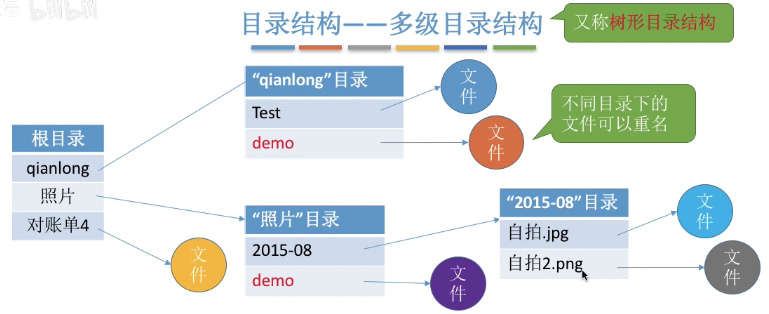 bilibili
目录结构——多级目录结构
又称树形目录结构
"qianlong"目录
Test
demo
文
件
文
件
不同目录下的
文件可以重名
根目录
qianlong
照片
对账单4
文
件
"照片"目录
2015-08
demo
文
件
"2015-08"目录
自拍.jpg
自拍2.png
文
件
文
件